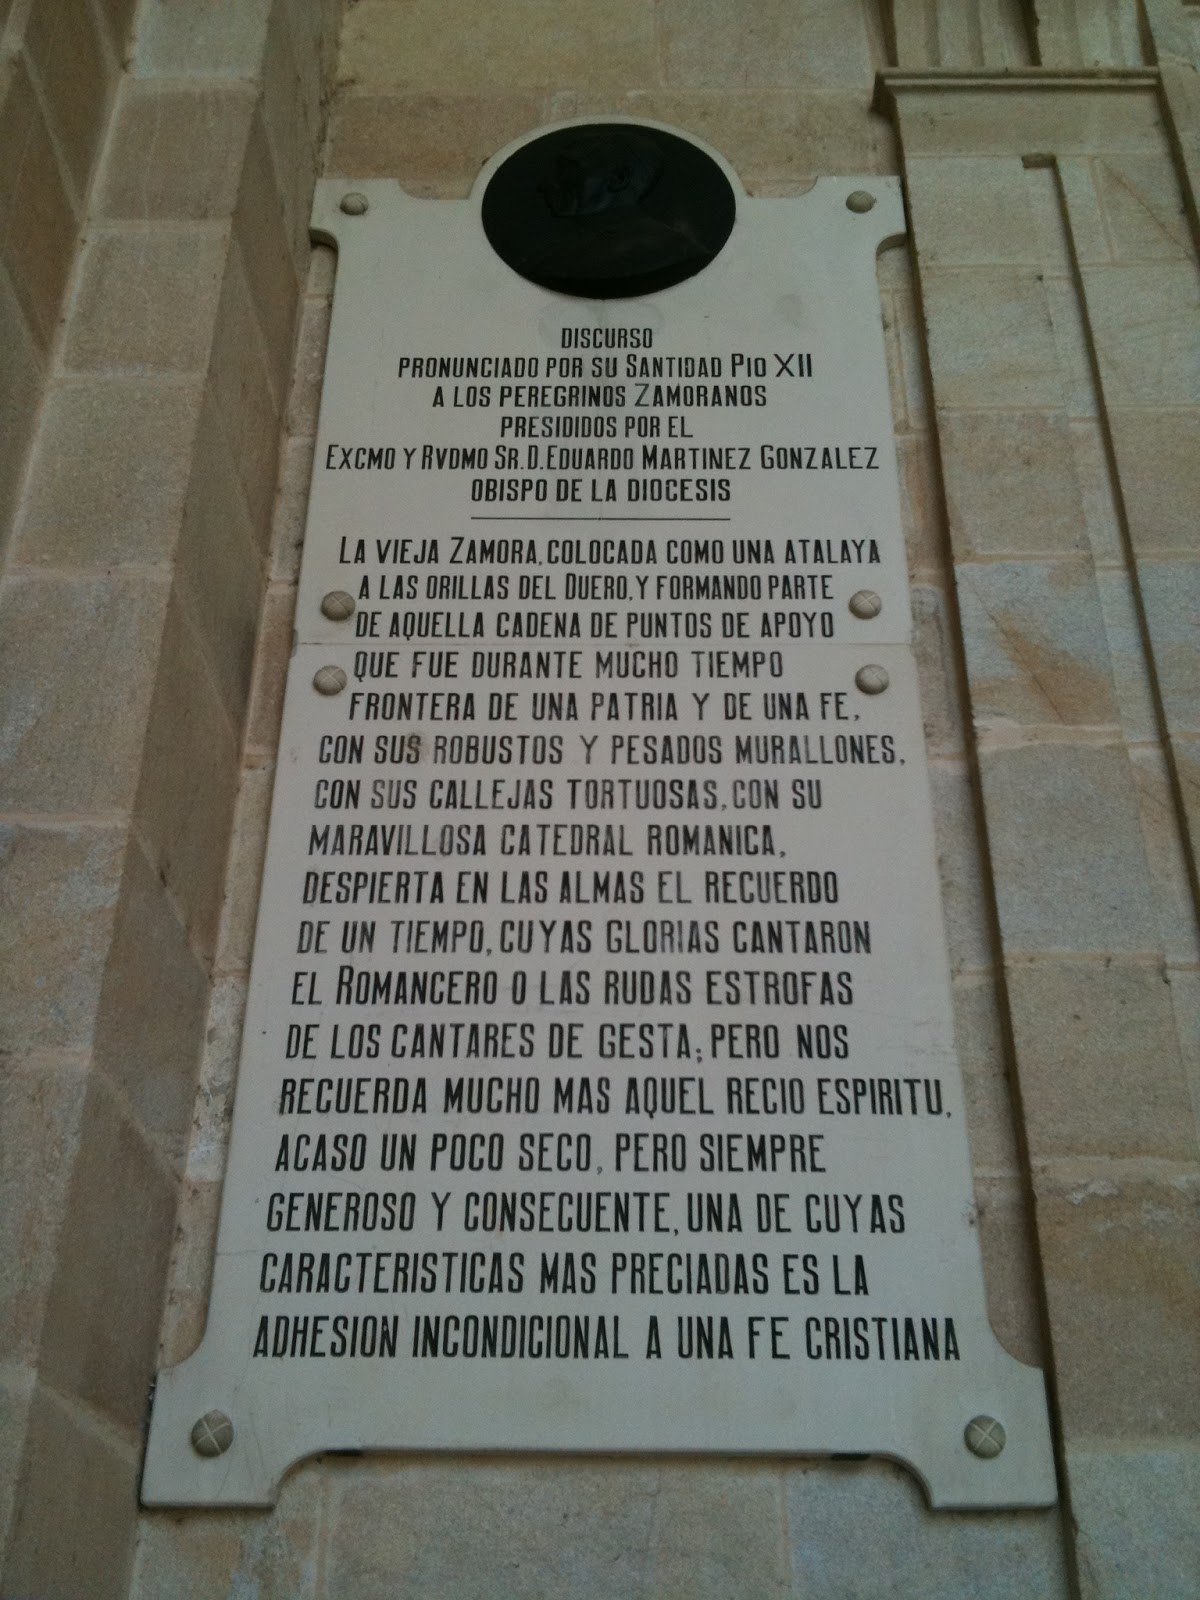 DISCURSO
PRONUNCIADO POR SU SANTIDAD PIO XII
A LOS PEREGRINOS ZAMORANOS
PRESIDIDOS POR EL
EXCMO Y RVDMO SR. D. EDUARDO MARTINEZ GONZALEZ
OBISPO DE LA DIOCESIS
LA VIEJA ZAMORA, COLOCADA COMO UNA ATALAYA
A LAS ORILLAS DEL DUERO, Y FORMANDO PARTE
DE AQUELLA CADENA DE PUNTOS DE APOYO
QUE FUE DURANTE MUCHO TIEMPO
FRONTERA DE UNA PATRIA Y DE UNA FE,
CON SUS ROBUSTOS Y PESADOS MURALLONES,
CON SUS CALLEJAS TORTUOSAS, CON SU
MARAVILLOSA CATEDRAL ROMANICA,
DESPIERTA EN LAS ALMAS EL RECUERDO
DE UN TIEMPO, CUYAS GLORIAS CANTARON
EL ROMANCERO O LAS RUDAS ESTROFAS
DE LOS CANTARES DE GESTA; PERO NOS
RECUERDA MUCHO MAS AQUEL RECIO ESPIRITU,
ACASO UN POCO SECO, PERO SIEMPRE
GENEROSO Y CONSECUENTE, UNA DE CUYAS
CARACTERISTICAS MAS PRECIADAS ES LA
ADHESION INCONDICIONAL A UNA FE CRISTIANA